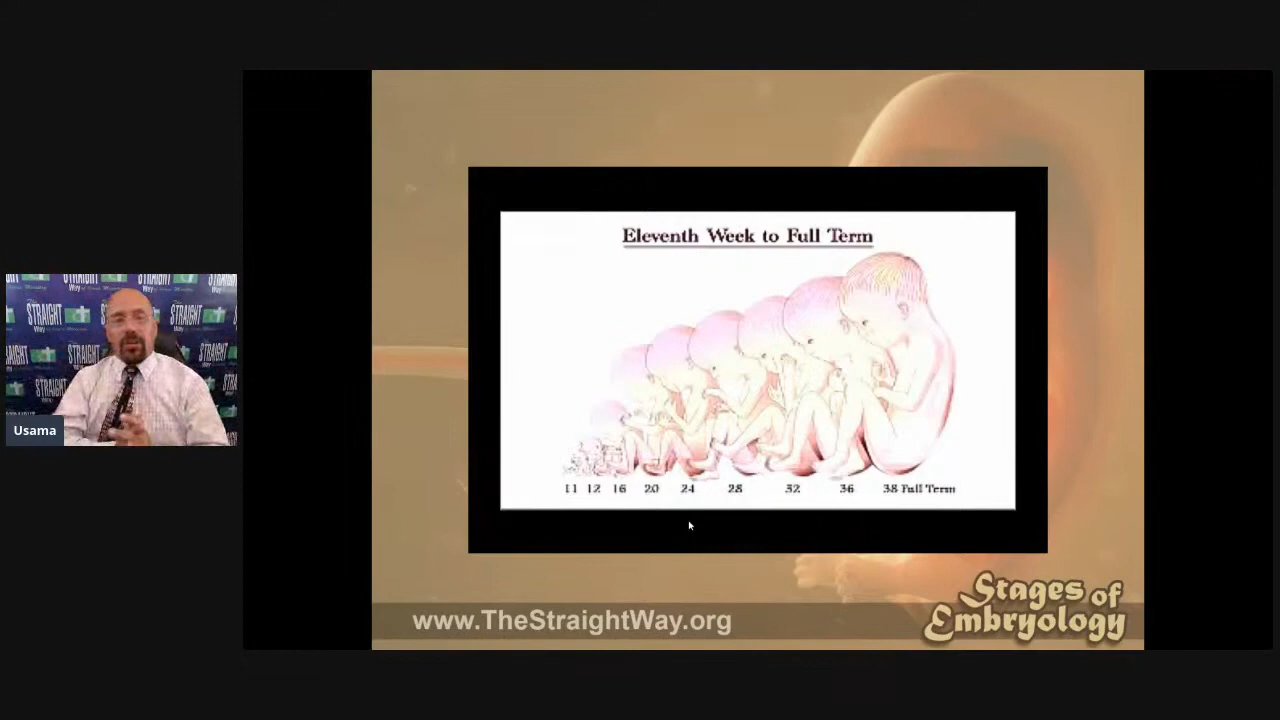 Eleventh Week to Full Term
11 12 16 20 24 28 32 36 38 Full Term
Usama
STRAIGHT
www.TheStraightWay.org
Stages of
Embryology